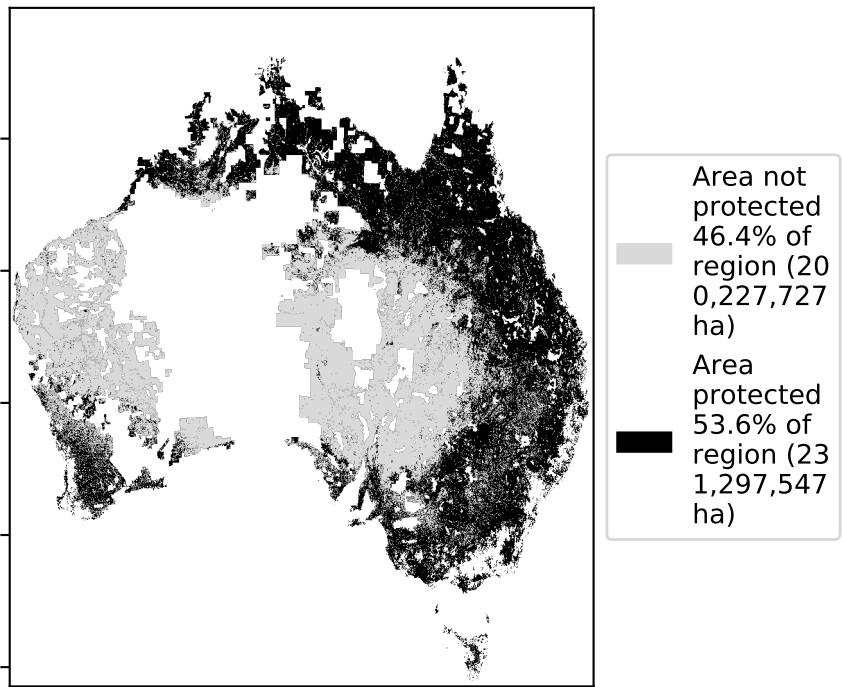 Area not
protected
46.4% of
region (20
0,227,727
ha)
Area
protected
53.6% of
region (23
1,297,547
ha)